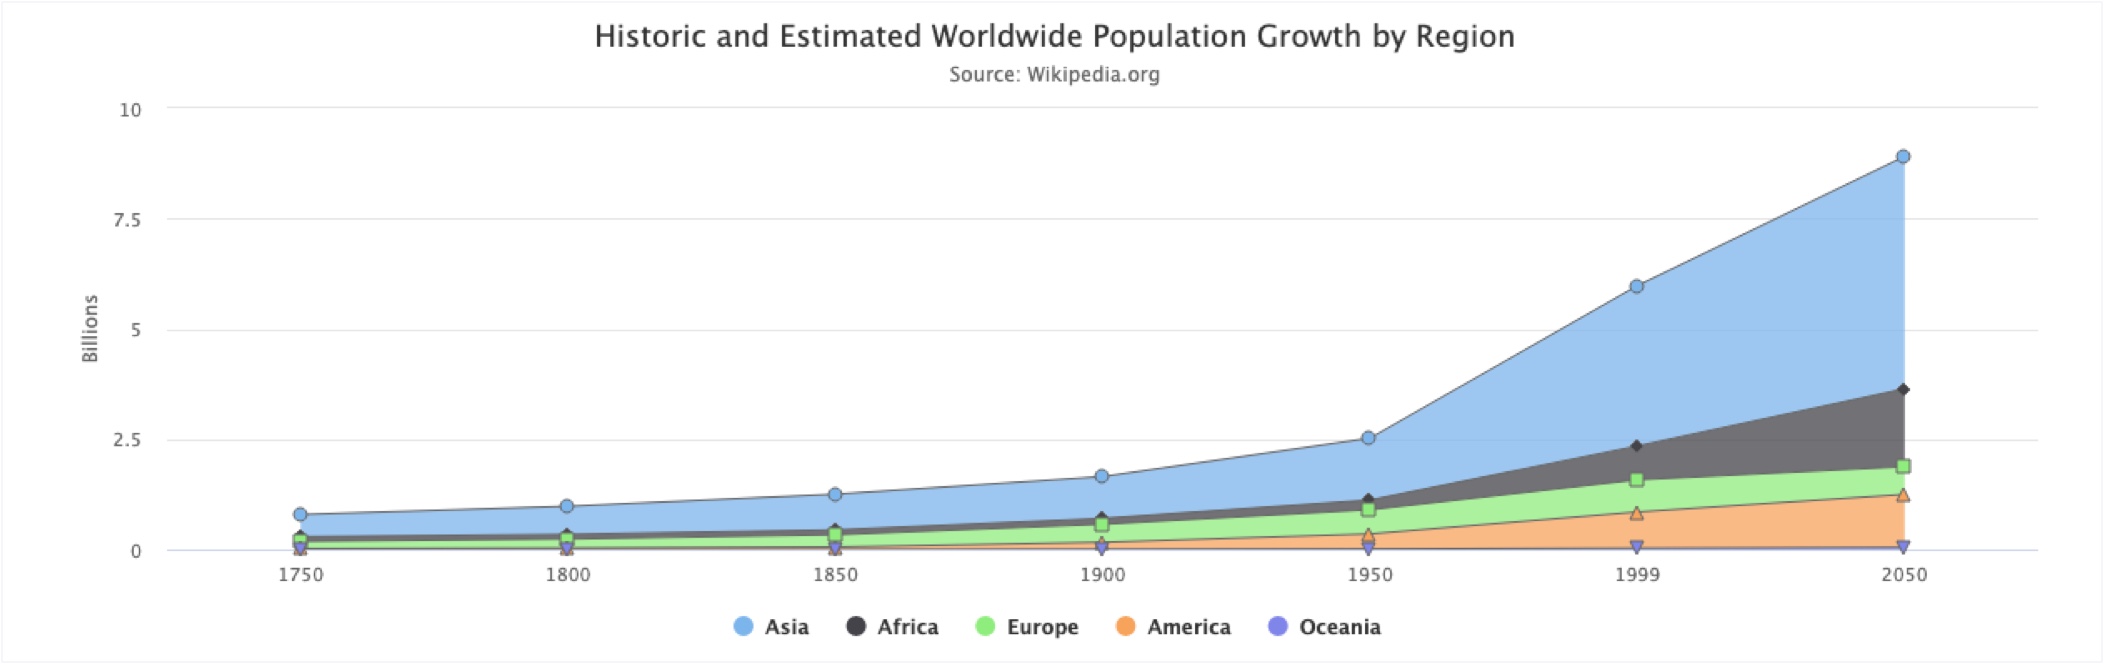 Historic and Estimated Worldwide Population Growth by Region
Source: Wikipedia.org
10
7.5
5
2.5
0
Billions
1750 1800 1850 1900 1950 1999 2050
Asia Africa Europe America Oceania